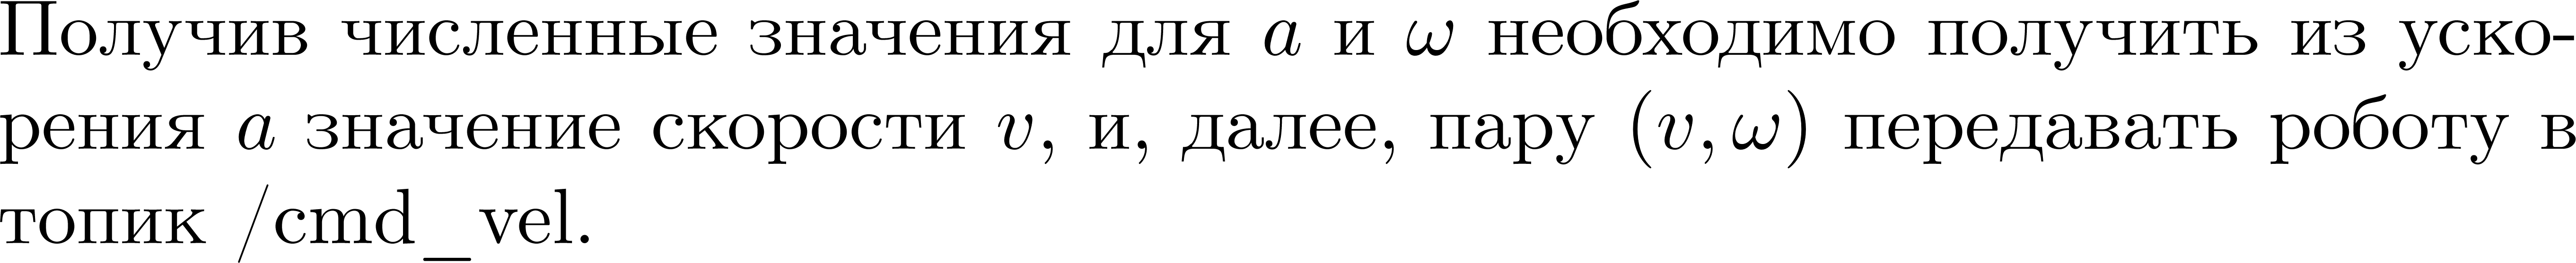 Получив численные значения для a и ω необходимо получить из уско-
рения a значение скорости v, и, далее, пару (v, ω) передавать роботу в
топик /cmd_vel.